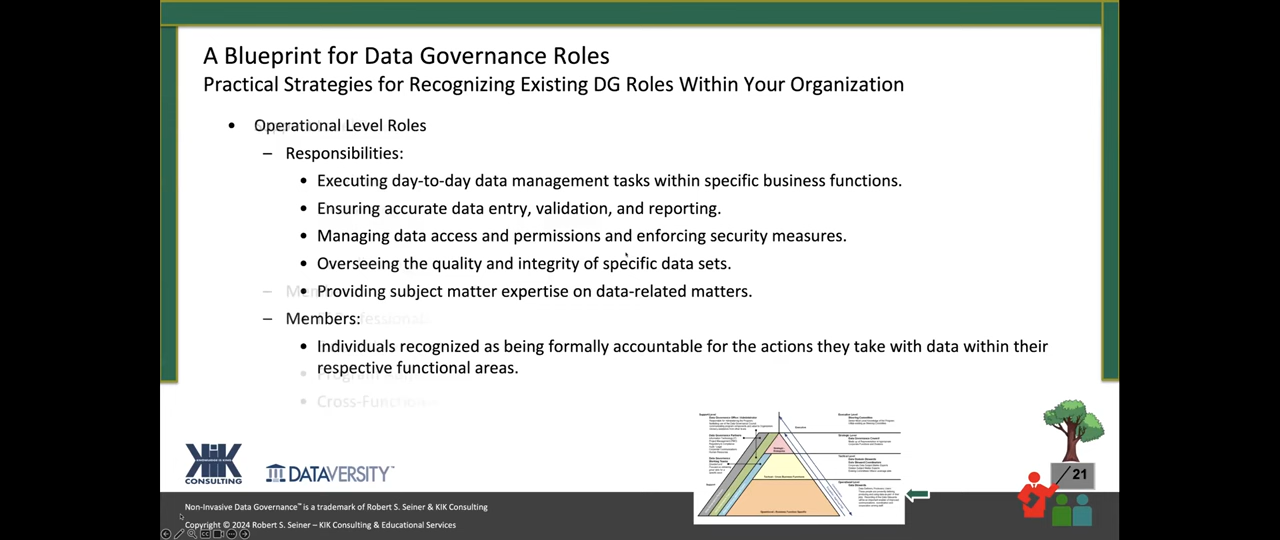 A Blueprint for Data Governance Roles
Practical Strategies for Recognizing Existing DG Roles Within Your Organization
• Operational Level Roles
– Responsibilities:
• Executing day-to-day data management tasks within specific business functions.
• Ensuring accurate data entry, validation, and reporting.
• Managing data access and permissions and enforcing security measures.
• Overseeing the quality and integrity of specific data sets.
• Providing subject matter expertise on data-related matters.
– Members:
• Individuals recognized as being formally accountable for the actions they take with data within their
respective functional areas.
• Cross-Functional
KIK
CONSULTING
DATAVERSITY™
21
Non-Invasive Data Governance™ is a trademark of Robert S. Seiner & KIK Consulting
Copyright © 2024 Robert S. Seiner – KIK Consulting & Educational Services